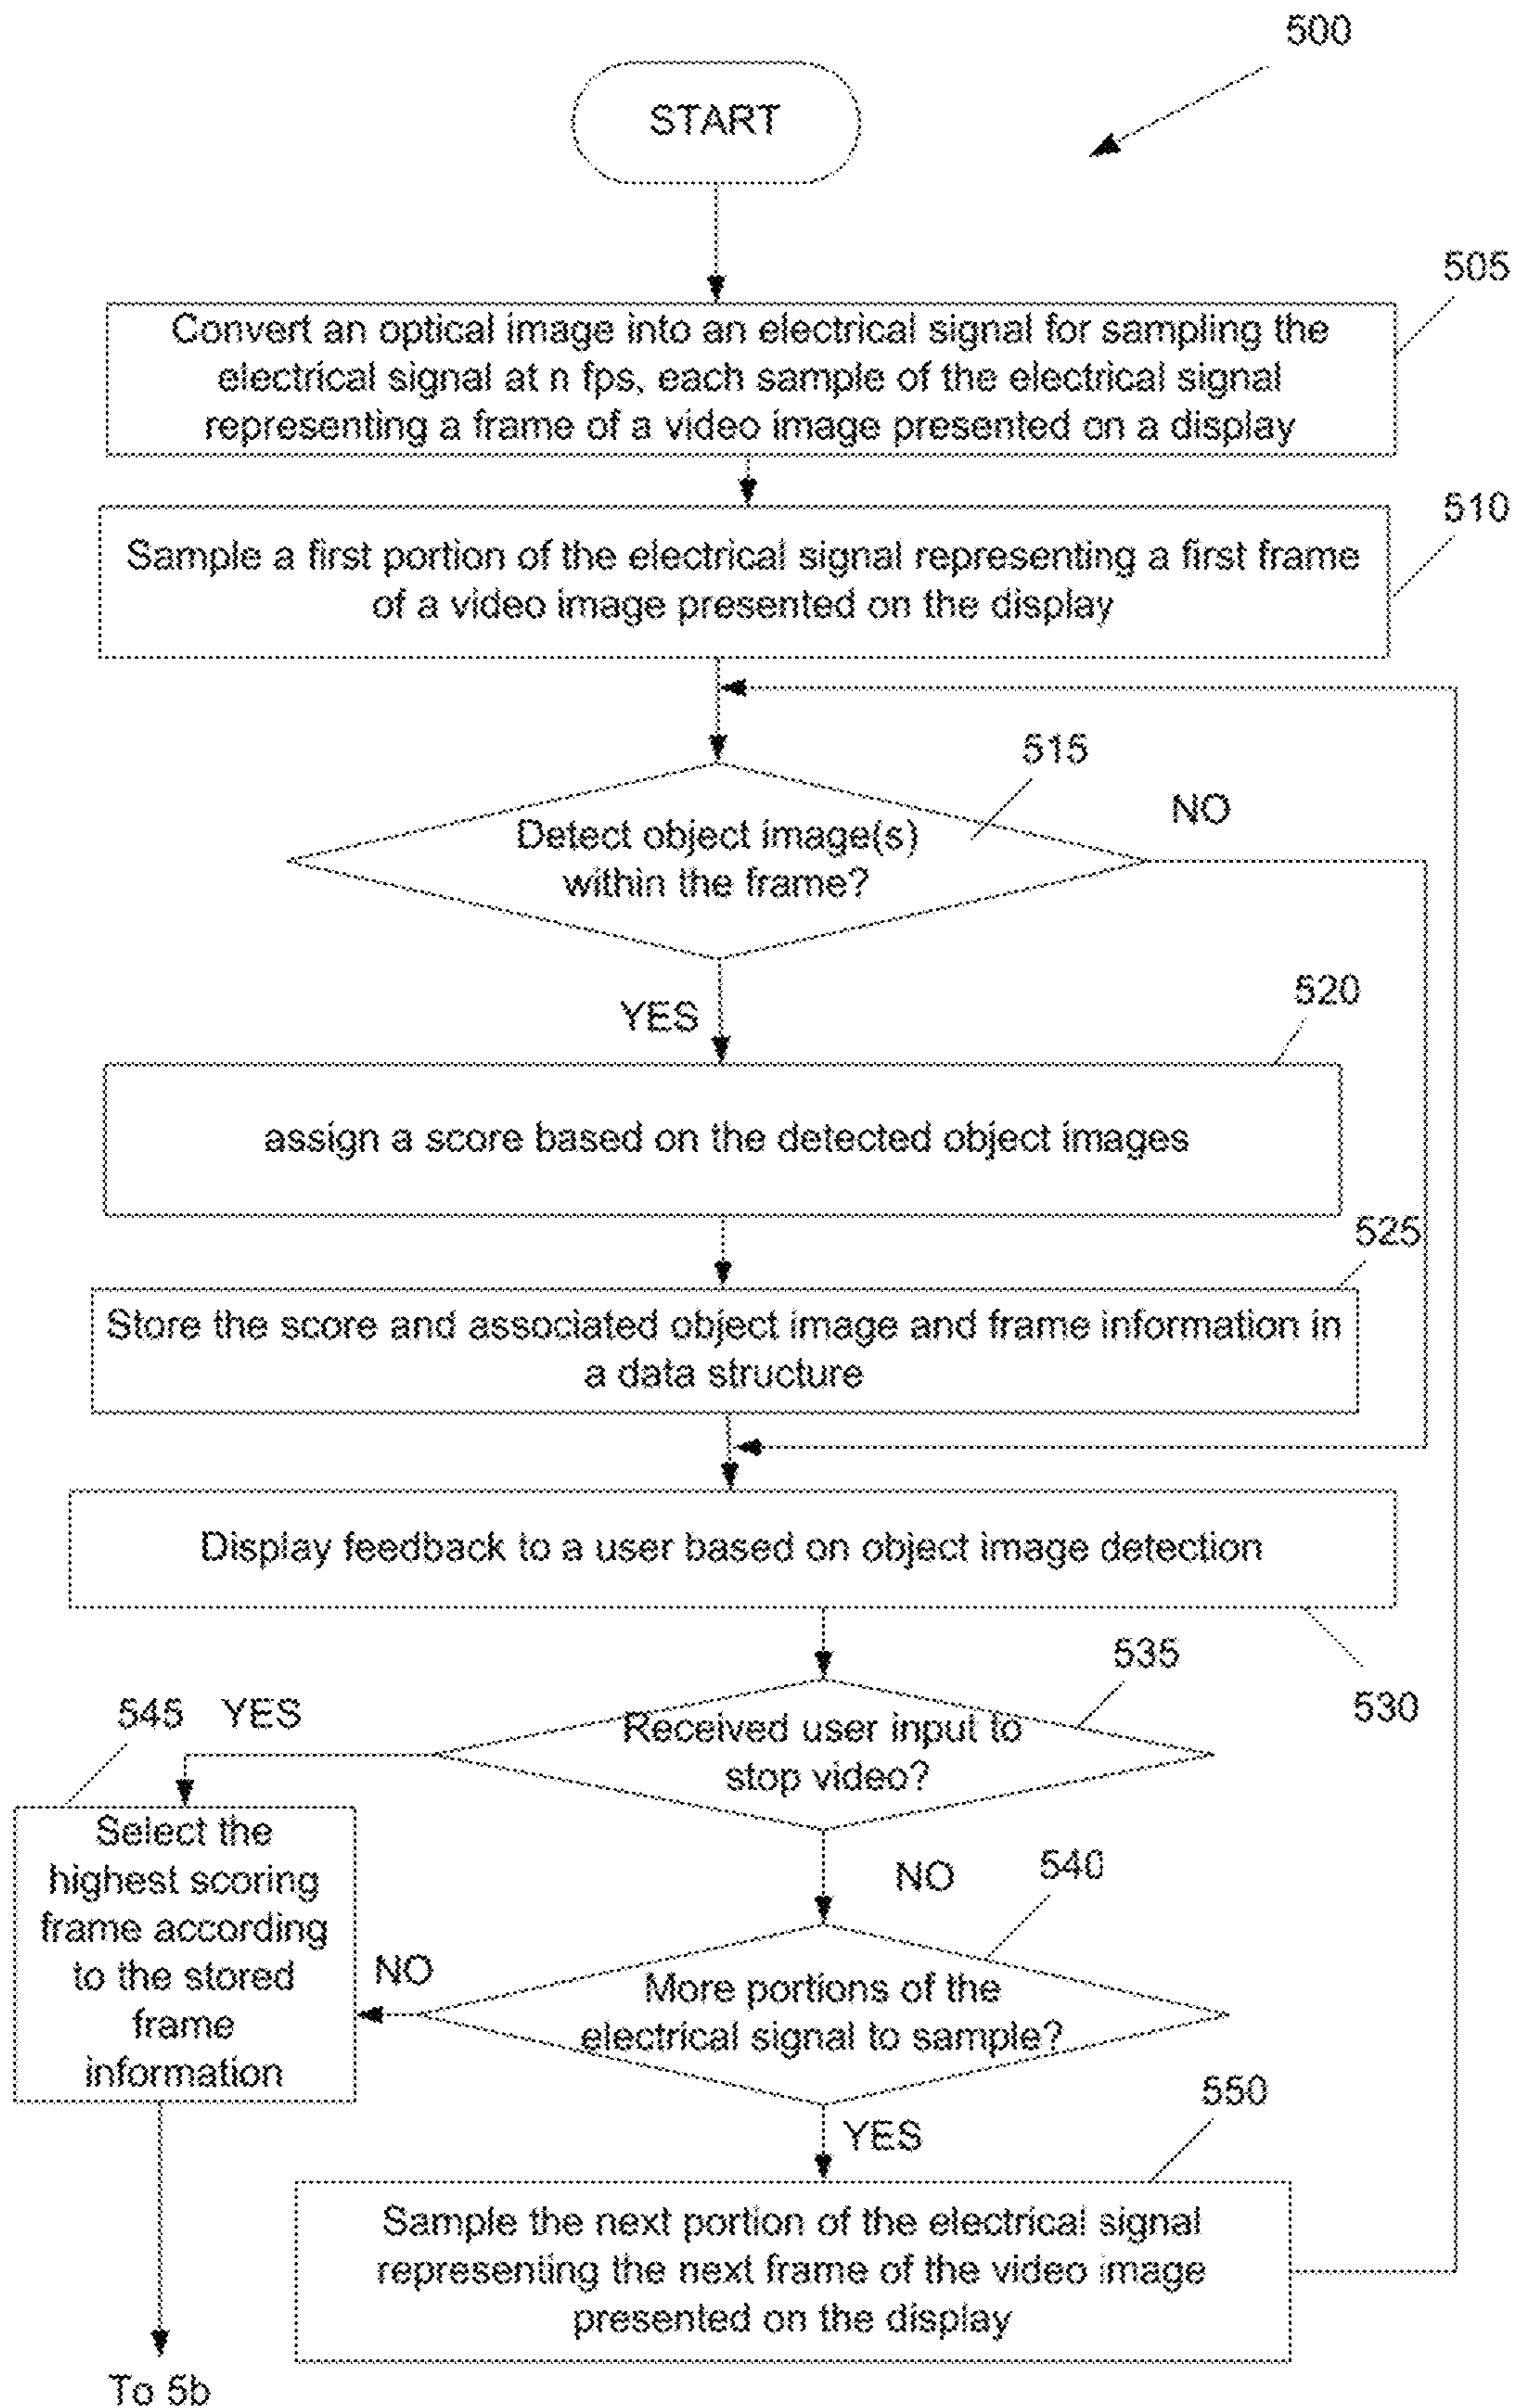 500
START
505
Convert an optical image into an electrical signal for sampling the
electrical signal at n fps, each sample of the electrical signal
representing a frame of a video image presented on a display
510
Sample a first portion of the electrical signal representing a first frame
of a video image presented on the display
515
NO
Detect object image(s)
within the frame?
YES
520
assign a score based on the detected object images
525
Store the score and associated object image and frame information in
a data structure
Display feedback to a user based on object image detection
530
535
545
YES
Received user input to
stop video?
Select the
highest scoring
frame according
to the stored
frame
information
NO
540
NO
More portions of the
electrical signal to sample?
YES
550
Sample the next portion of the electrical signal
representing the next frame of the video image
presented on the display
To 5b